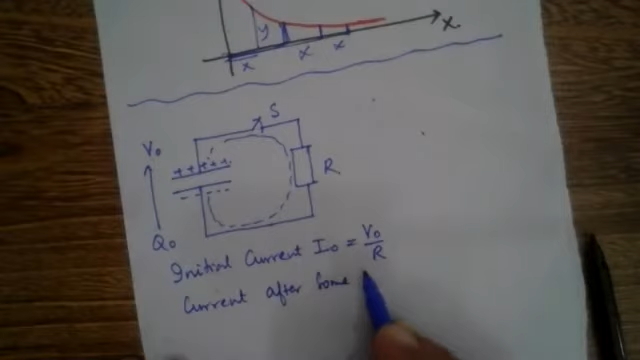 y
x x x X.
S
V₀
+ + + + +
R
- - - -
Q₀
Initial Current I₀ = V₀/R
Current after some